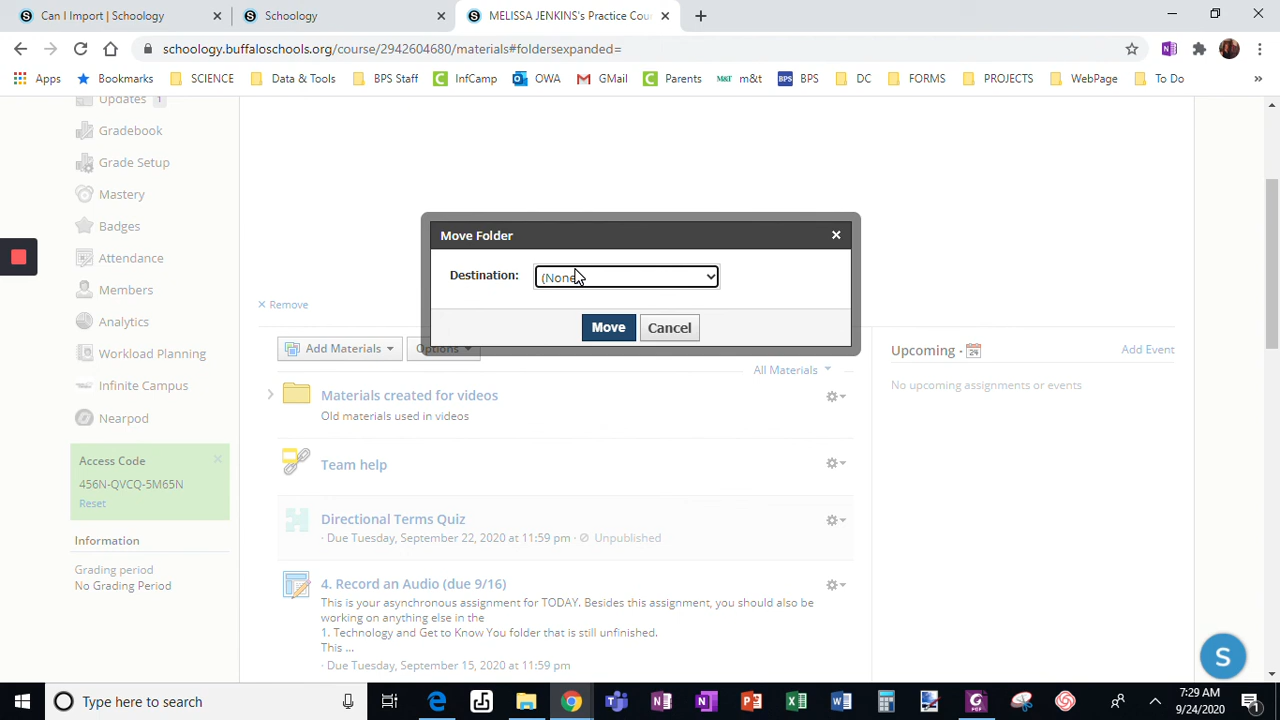 Can I Import | Schoology
Schoology
MELISSA JENKINS's Practice Cou
schoology.buffaloschools.org/course/2942604680/materials#foldersexpanded=
Apps
Bookmarks
SCIENCE
Data & Tools
BPS Staff
InfCamp
OWA
GMail
Parents
M&T m&t
BPS BPS
DC
FORMS
PROJECTS
WebPage
To Do
»
Updates 1
Gradebook
Grade Setup
Mastery
Badges
Attendance
Members
Analytics
Workload Planning
Infinite Campus
Nearpod
Access Code
456N-QVCQ-5M65N
Reset
Information
Grading period
No Grading Period
Move Folder
Destination: (None
Move Cancel
Remove
Add Materials
Options
All Materials
Materials created for videos
Old materials used in videos
Team help
Directional Terms Quiz
· Due Tuesday, September 22, 2020 at 11:59 pm · Unpublished
4. Record an Audio (due 9/16)
This is your asynchronous assignment for TODAY. Besides this assignment, you should also be
working on anything else in the
1. Technology and Get to Know You folder that is still unfinished.
This ...
· Due Tuesday, September 15, 2020 at 11:59 pm
Upcoming · 24
Add Event
No upcoming assignments or events
S
Type here to search
7:29 AM
9/24/2020
1